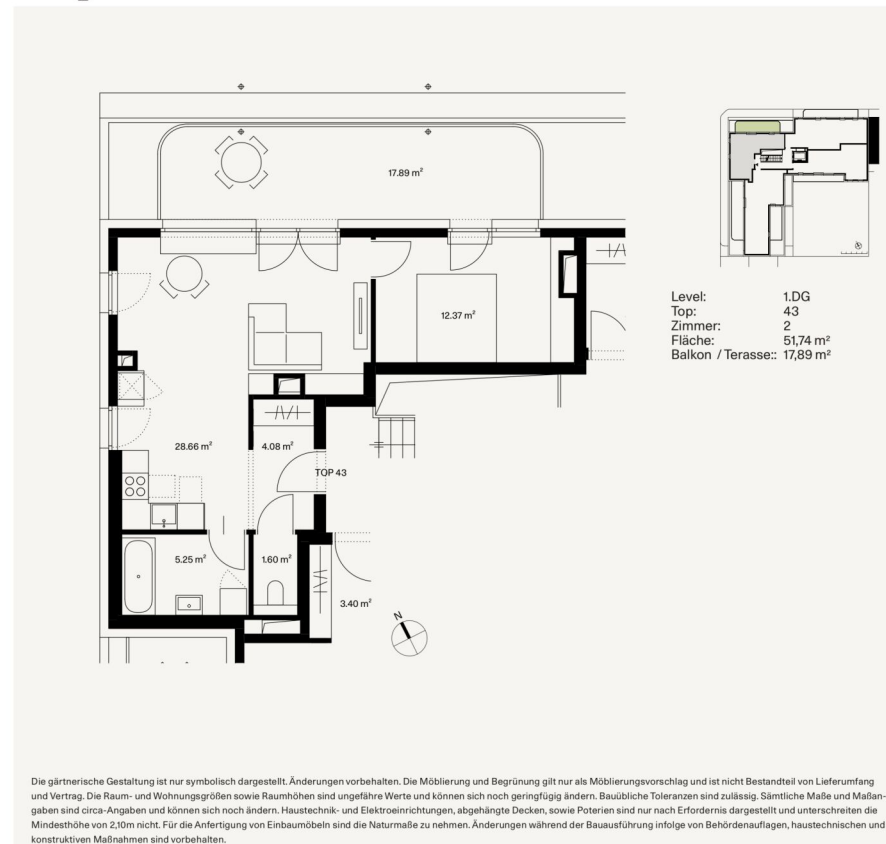 17.89 m²
12.37 m²
28.66 m²
4.08 m²
TOP 43
5.25 m²
1.60 m²
3.40 m²
N
Level: 1.DG
Top: 43
Zimmer: 2
Fläche: 51,74 m²
Balkon / Terasse:: 17,89 m²
Die gärtnerische Gestaltung ist nur symbolisch dargestellt. Änderungen vorbehalten. Die Möblierung und Begrünung gilt nur als Möblierungsvorschlag und ist nicht Bestandteil von Lieferumfang
und Vertrag. Die Raum- und Wohnungsgrößen sowie Raumhöhen sind ungefähre Werte und können sich noch geringfügig ändern. Bauübliche Toleranzen sind zulässig. Sämtliche Maße und Maßan-
gaben sind circa-Angaben und können sich noch ändern. Haustechnik- und Elektroeinrichtungen, abgehängte Decken, sowie Poterien sind nur nach Erfordernis dargestellt und unterschreiten die
Mindesthöhe von 2,10m nicht. Für die Anfertigung von Einbaumöbeln sind die Naturmaße zu nehmen. Änderungen während der Bauausführung infolge von Behördenauflagen, haustechnischen und
konstruktiven Maßnahmen sind vorbehalten.